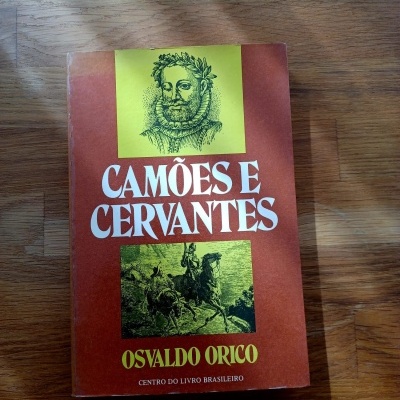 CAMÕES E
CERVANTES
OSVALDO ORICO
CENTRO DO LIVRO BRASILEIRO